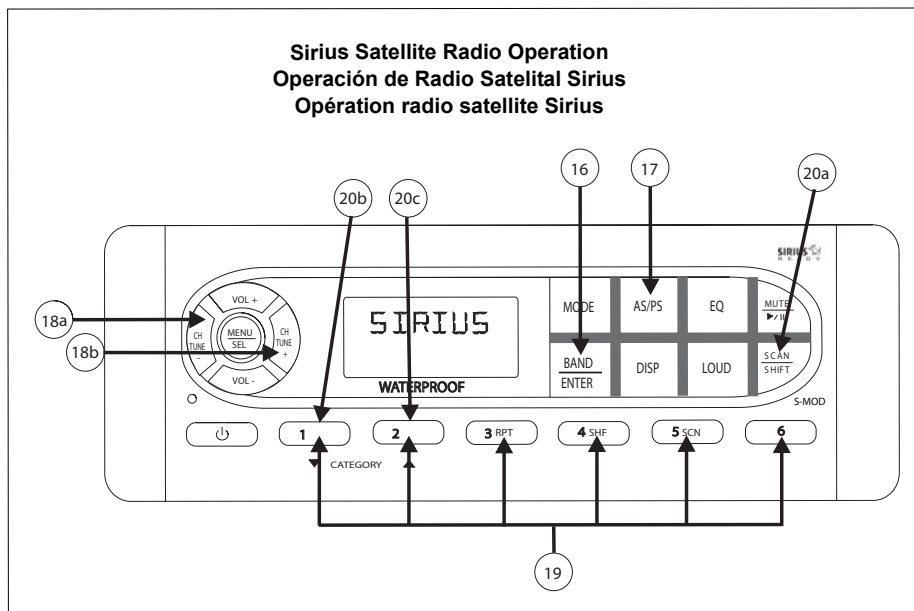 Sirius Satellite Radio Operation
Operación de Radio Satelital Sirius
Opération radio satellite Sirius
16
17
20a
20b
20c
SIRIUS
READY
18a
18b
VOL +
CH
TUNE
-
MENU
SEL
CH
TUNE
+
VOL -
SIRIUS
WATERPROOF
MODE
AS/PS
EQ
MUTE
►/II
BAND
ENTER
DISP
LOUD
SCAN
SHIFT
S-MOD
1
2
3 RPT
4 SHF
5 SCN
6
▼ CATEGORY ▲
19